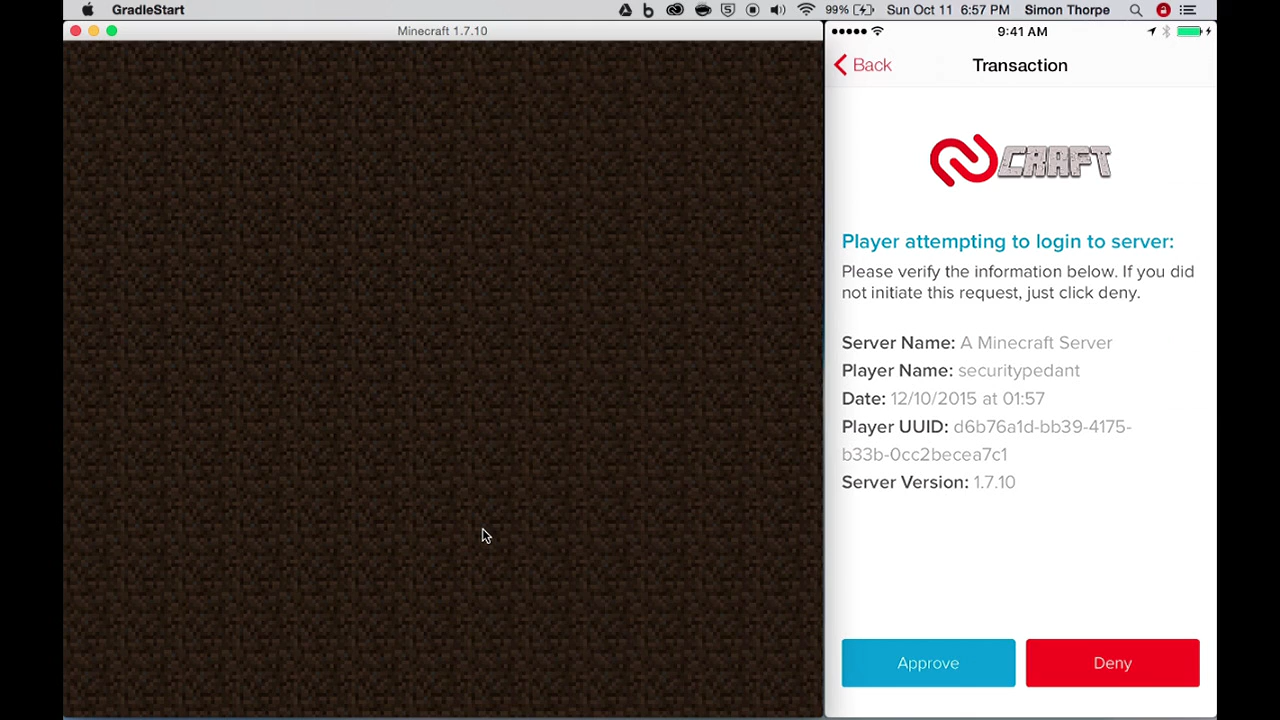 GradleStart
99%
Sun Oct 11 6:57 PM
Simon Thorpe
Minecraft 1.7.10
9:41 AM
Back
Transaction
CRAFT
Player attempting to login to server:
Please verify the information below. If you did
not initiate this request, just click deny.
Server Name: A Minecraft Server
Player Name: securitypedant
Date: 12/10/2015 at 01:57
Player UUID: d6b76a1d-bb39-4175-
b33b-0cc2becea7c1
Server Version: 1.7.10
Approve
Deny